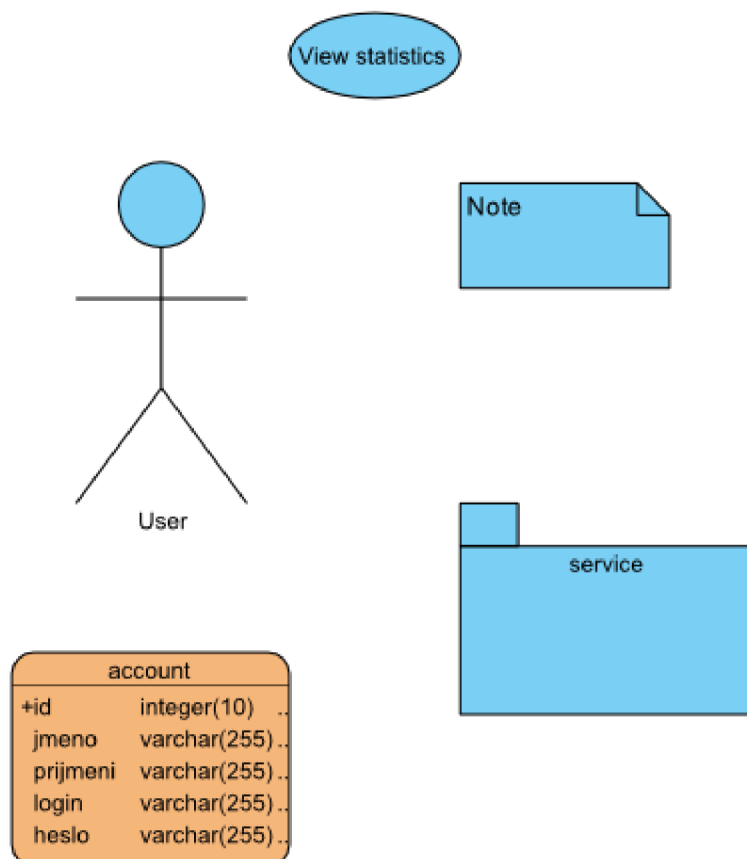 View statistics
Note
User
service
account
+id integer(10) ..
jmeno varchar(255) ..
prijmeni varchar(255) ..
login varchar(255) ..
heslo varchar(255) ..